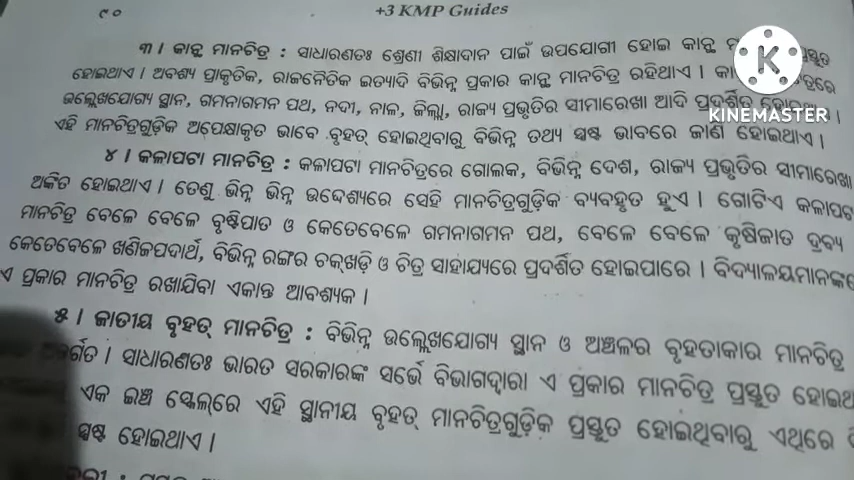 ୯୦
+3 KMP Guides
୩ । କାନ୍ଥ ମାନଚିତ୍ର : ସାଧାରଣତଃ ଶ୍ରେଣୀ ଶିକ୍ଷାଦାନ ପାଇଁ ଉପଯୋଗୀ ହୋଇ କାନ୍ଥ ପ୍ରସ୍ତୁତ
ହୋଇଥାଏ । ଅବଶ୍ୟ ପ୍ରାକୃତିକ, ରାଜନୈତିକ ଇତ୍ୟାଦି ବିଭିନ୍ନ ପ୍ରକାର କାନ୍ଥ ମାନଚିତ୍ର ରହିଥାଏ ।
ଉଲ୍ଲେଖଯୋଗ୍ୟ ସ୍ଥାନ, ଗମନାଗମନ ପଥ, ନଦୀ, ନାଳ, ଜିଲ୍ଲା, ରାଜ୍ୟ ପ୍ରଭୃତିର ସୀମାରେଖା ଆଦି ପ୍ରଦର୍ଶିତ ହୋଇଥାଏ ।
ଏହି ମାନଚିତ୍ରଗୁଡ଼ିକ ଅପେକ୍ଷାକୃତ ଭାବେ ବୃହତ୍ ହୋଇଥିବାରୁ ବିଭିନ୍ନ ତଥ୍ୟ ସ୍ପଷ୍ଟ ଭାବରେ ଜାଣି ହୋଇଥାଏ ।
୪ । କଳାପଟା ମାନଚିତ୍ର : କଳାପଟା ମାନଚିତ୍ରରେ ଗୋଲକ, ବିଭିନ୍ନ ଦେଶ, ରାଜ୍ୟ ପ୍ରଭୃତିର ସୀମାରେଖା
ଅଙ୍କିତ ହୋଇଥାଏ । ତେଣୁ ଭିନ୍ନ ଭିନ୍ନ ଉଦ୍ଦେଶ୍ୟରେ ସେହି ମାନଚିତ୍ରଗୁଡ଼ିକ ବ୍ୟବହୃତ ହୁଏ । ଗୋଟିଏ କଳାପଟା
ମାନଚିତ୍ର ବେଳେ ବେଳେ ବୃଷ୍ଟିପାତ ଓ କେତେବେଳେ ଗମନାଗମନ ପଥ, ବେଳେ ବେଳେ କୃଷିଜାତ ଦ୍ରବ୍ୟ
କେତେବେଳେ ଖଣିଜପଦାର୍ଥ, ବିଭିନ୍ନ ରଙ୍ଗର ଚକ୍‌ଖଡ଼ି ଓ ଚିତ୍ର ସାହାଯ୍ୟରେ ପ୍ରଦର୍ଶିତ ହୋଇପାରେ ।
ଏ ପ୍ରକାର ମାନଚିତ୍ର ରଖାଯିବା ଏକାନ୍ତ ଆବଶ୍ୟକ ।
୫ । ଜାତୀୟ ବୃହତ୍ ମାନଚିତ୍ର : ବିଭିନ୍ନ ଉଲ୍ଲେଖଯୋଗ୍ୟ ସ୍ଥାନ ଓ ଅଞ୍ଚଳର ବୃହତାକାର ମାନଚିତ୍ର
। ସାଧାରଣତଃ ଭାରତ ସରକାରଙ୍କ ସର୍ଭେ ବିଭାଗଦ୍ୱାରା ଏ ପ୍ରକାର ମାନଚିତ୍ର ପ୍ରସ୍ତୁତ
ଏକ ଇଞ୍ଚ ସ୍କେଲ୍‌ରେ ଏହି ସ୍ଥାନୀୟ ବୃହତ୍ ମାନଚିତ୍ରଗୁଡ଼ିକ ପ୍ରସ୍ତୁତ ହୋଇଥିବାରୁ ଏଥିରେ
ସ୍ପଷ୍ଟ ହୋଇଥାଏ ।
KINEMASTER